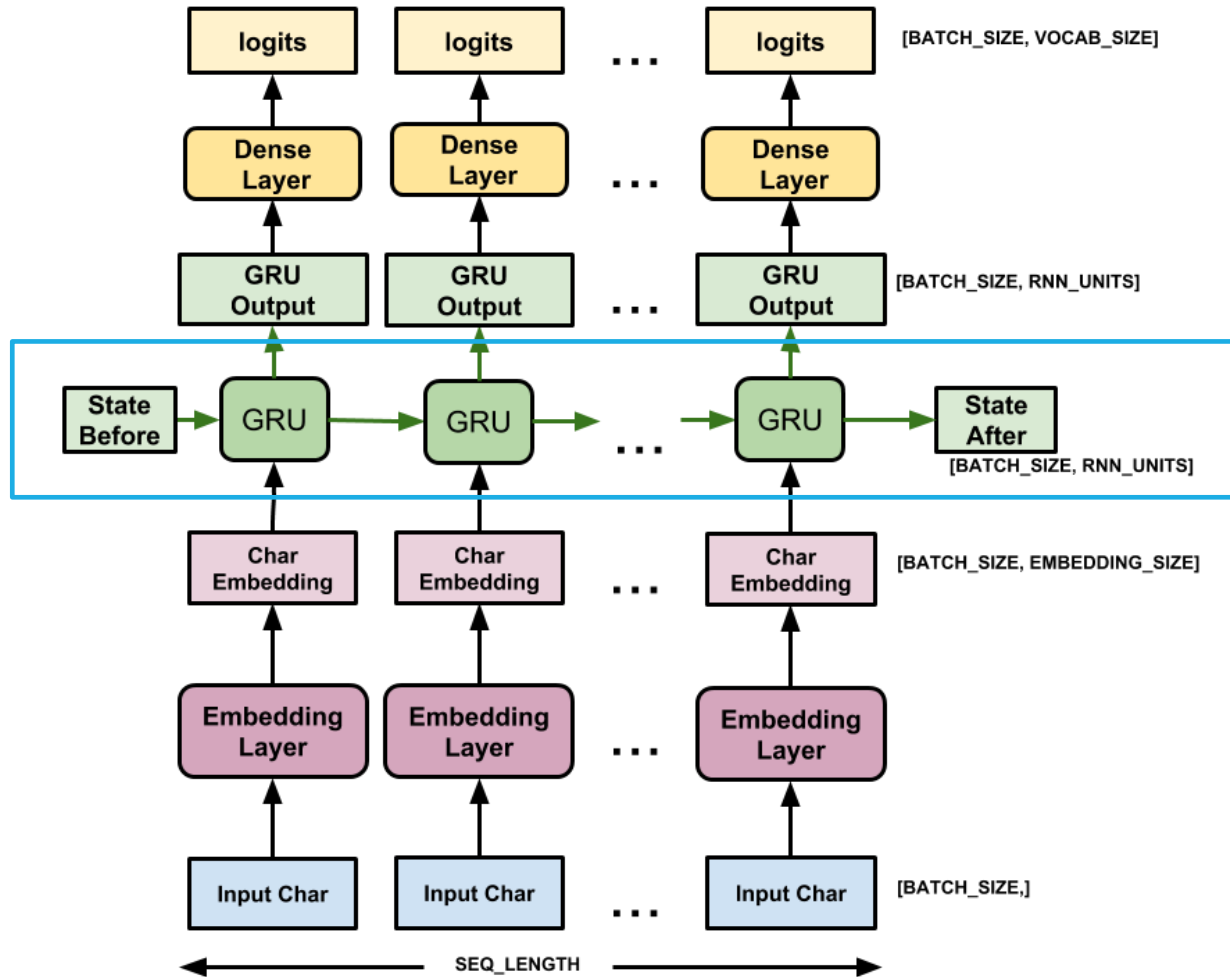 logits
logits
...
logits
[BATCH_SIZE, VOCAB_SIZE]
Dense
Layer
Dense
Layer
...
Dense
Layer
GRU
Output
GRU
Output
...
GRU
Output
[BATCH_SIZE, RNN_UNITS]
State
Before
GRU
GRU
...
GRU
State
After
[BATCH_SIZE, RNN_UNITS]
Char
Embedding
Char
Embedding
...
Char
Embedding
[BATCH_SIZE, EMBEDDING_SIZE]
Embedding
Layer
Embedding
Layer
...
Embedding
Layer
Input Char
Input Char
...
Input Char
[BATCH_SIZE,]
SEQ_LENGTH